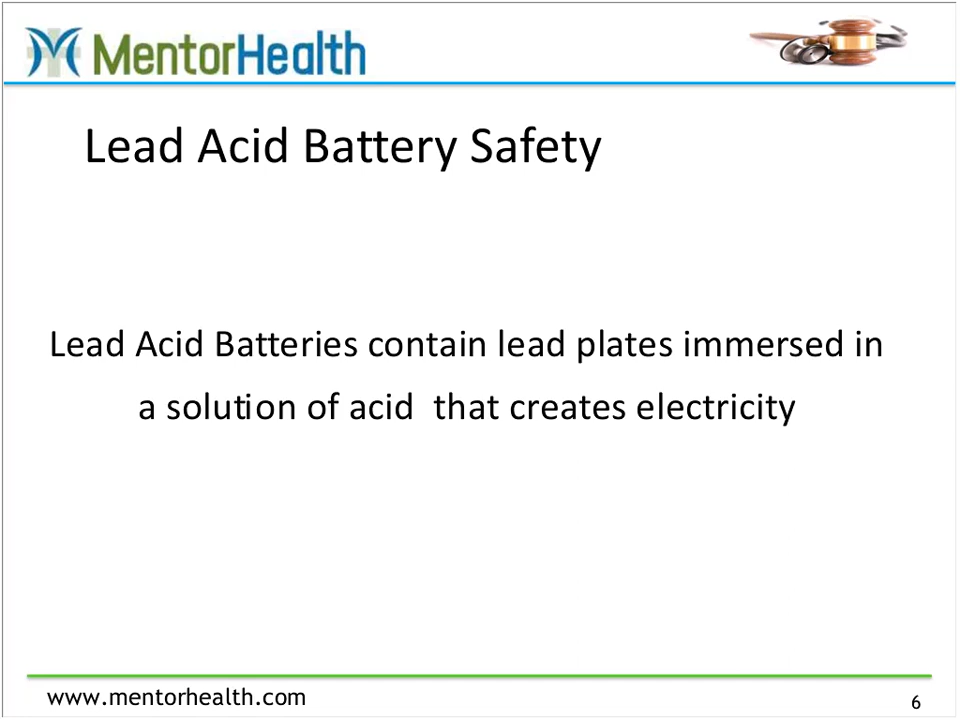 MentorHealth
Lead Acid Battery Safety
Lead Acid Batteries contain lead plates immersed in
a solution of acid  that creates electricity
www.mentorhealth.com
6